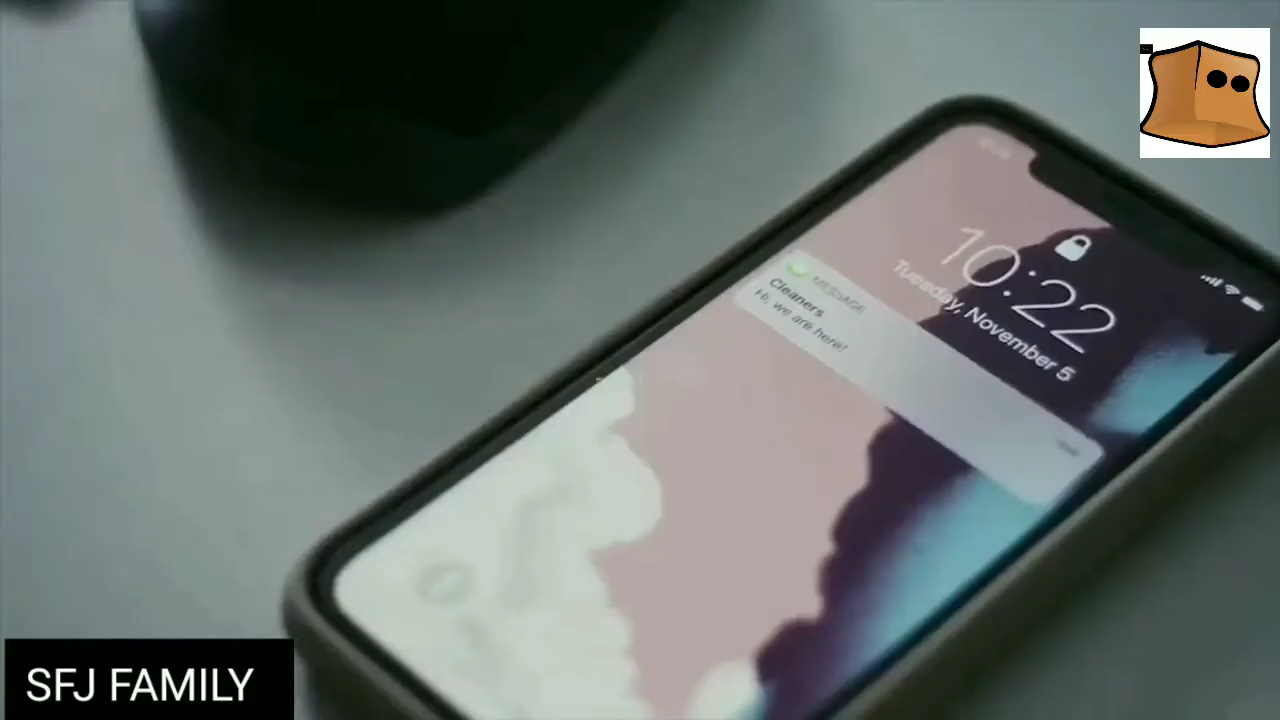 10:22
Tuesday, November 5
MESSAGE
Cleaners
Hi, we are here!
SFJ FAMILY